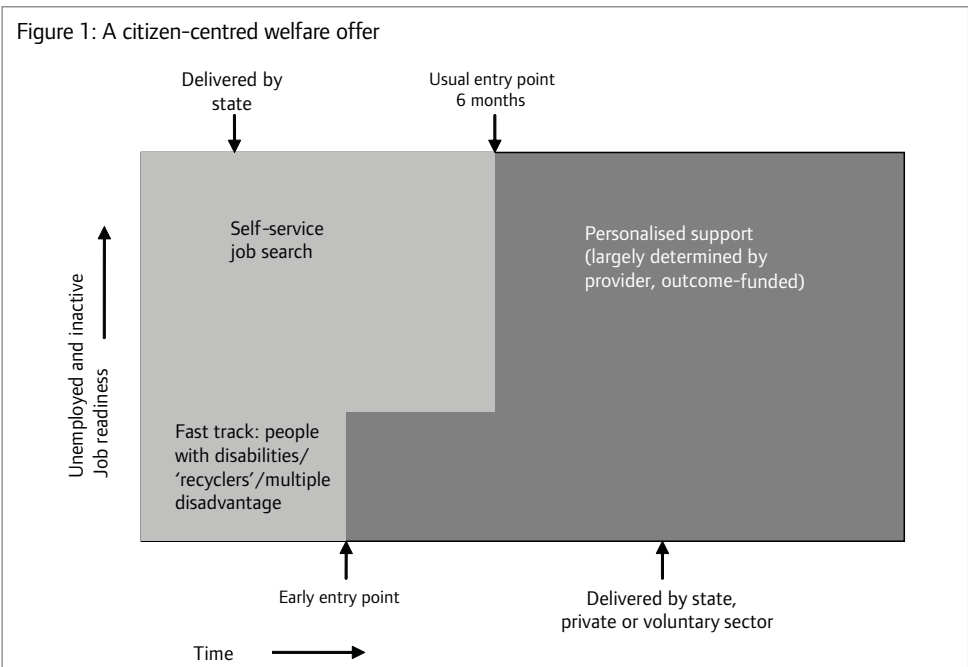 Figure 1: A citizen-centred welfare offer
Delivered by
state
Usual entry point
6 months
Self-service
job search
Personalised support
(largely determined by
provider, outcome-funded)
Unemployed and inactive
Job readiness
Fast track: people
with disabilities/
‘recyclers’/multiple
disadvantage
Early entry point
Delivered by state,
private or voluntary sector
Time